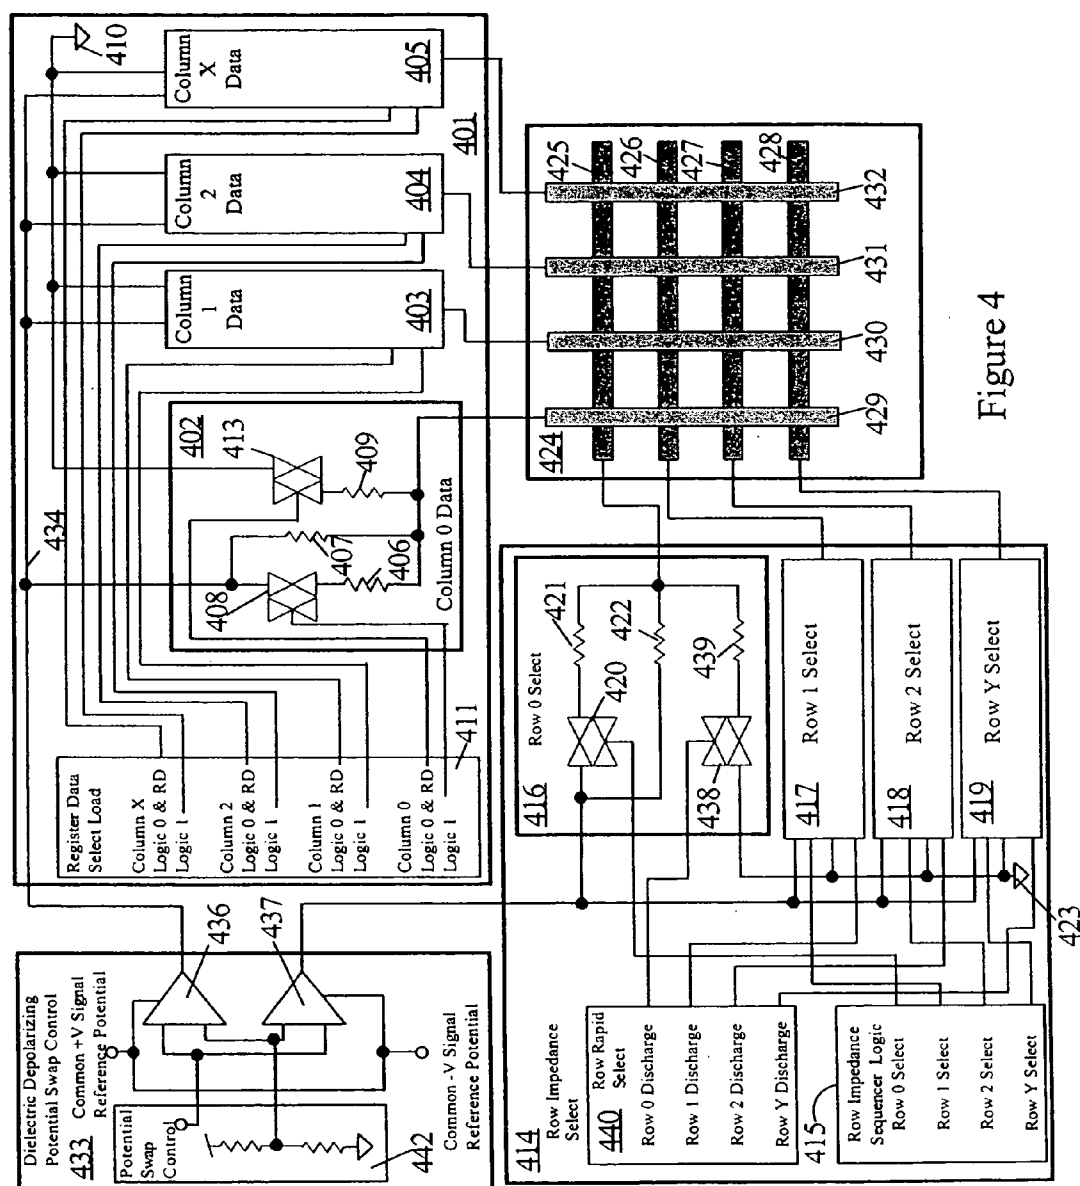 Dielectric Depolarizing
Potential Swap Control
433
Common +V Signal
Reference Potential
Potential
Swap
Control
442
Common -V Signal
Reference Potential
436
437
434
Register Data
Select Load
Column X
Logic 0 & RD
Logic 1
Column 2
Logic 0 & RD
Logic 1
Column 1
Logic 0 & RD
Logic 1
Column 0
Logic 0 & RD
Logic 1
411
408
407
406
402
413
409
Column 0 Data
Column
1
Data
403
Column
2
Data
404
Column
X
Data
405
410
401
414
Row Impedance
Select
440
Row Rapid
Select
Row 0 Discharge
Row 1 Discharge
Row 2 Discharge
Row Y Discharge
415
Row Impedance
Sequencer Logic
Row 0 Select
Row 1 Select
Row 2 Select
Row Y Select
416
Row 0 Select
421
420
422
439
438
417
Row 1 Select
418
Row 2 Select
419
Row Y Select
423
424
425
426
427
428
429
430
431
432
Figure 4